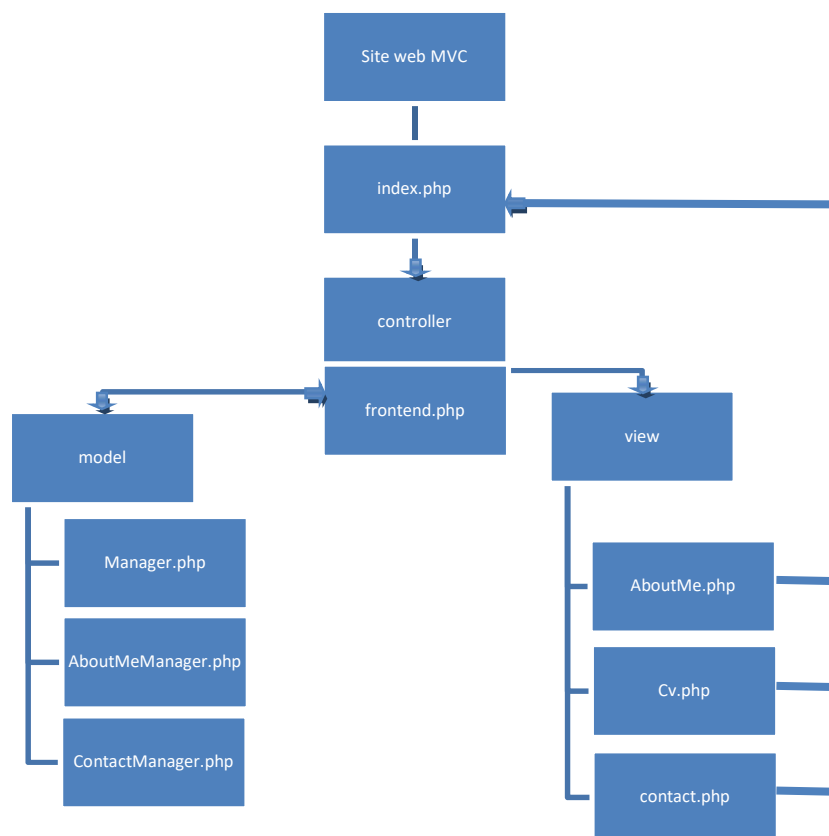 Site web MVC
index.php
controller
frontend.php
model
Manager.php
AboutMeManager.php
ContactManager.php
view
AboutMe.php
Cv.php
contact.php